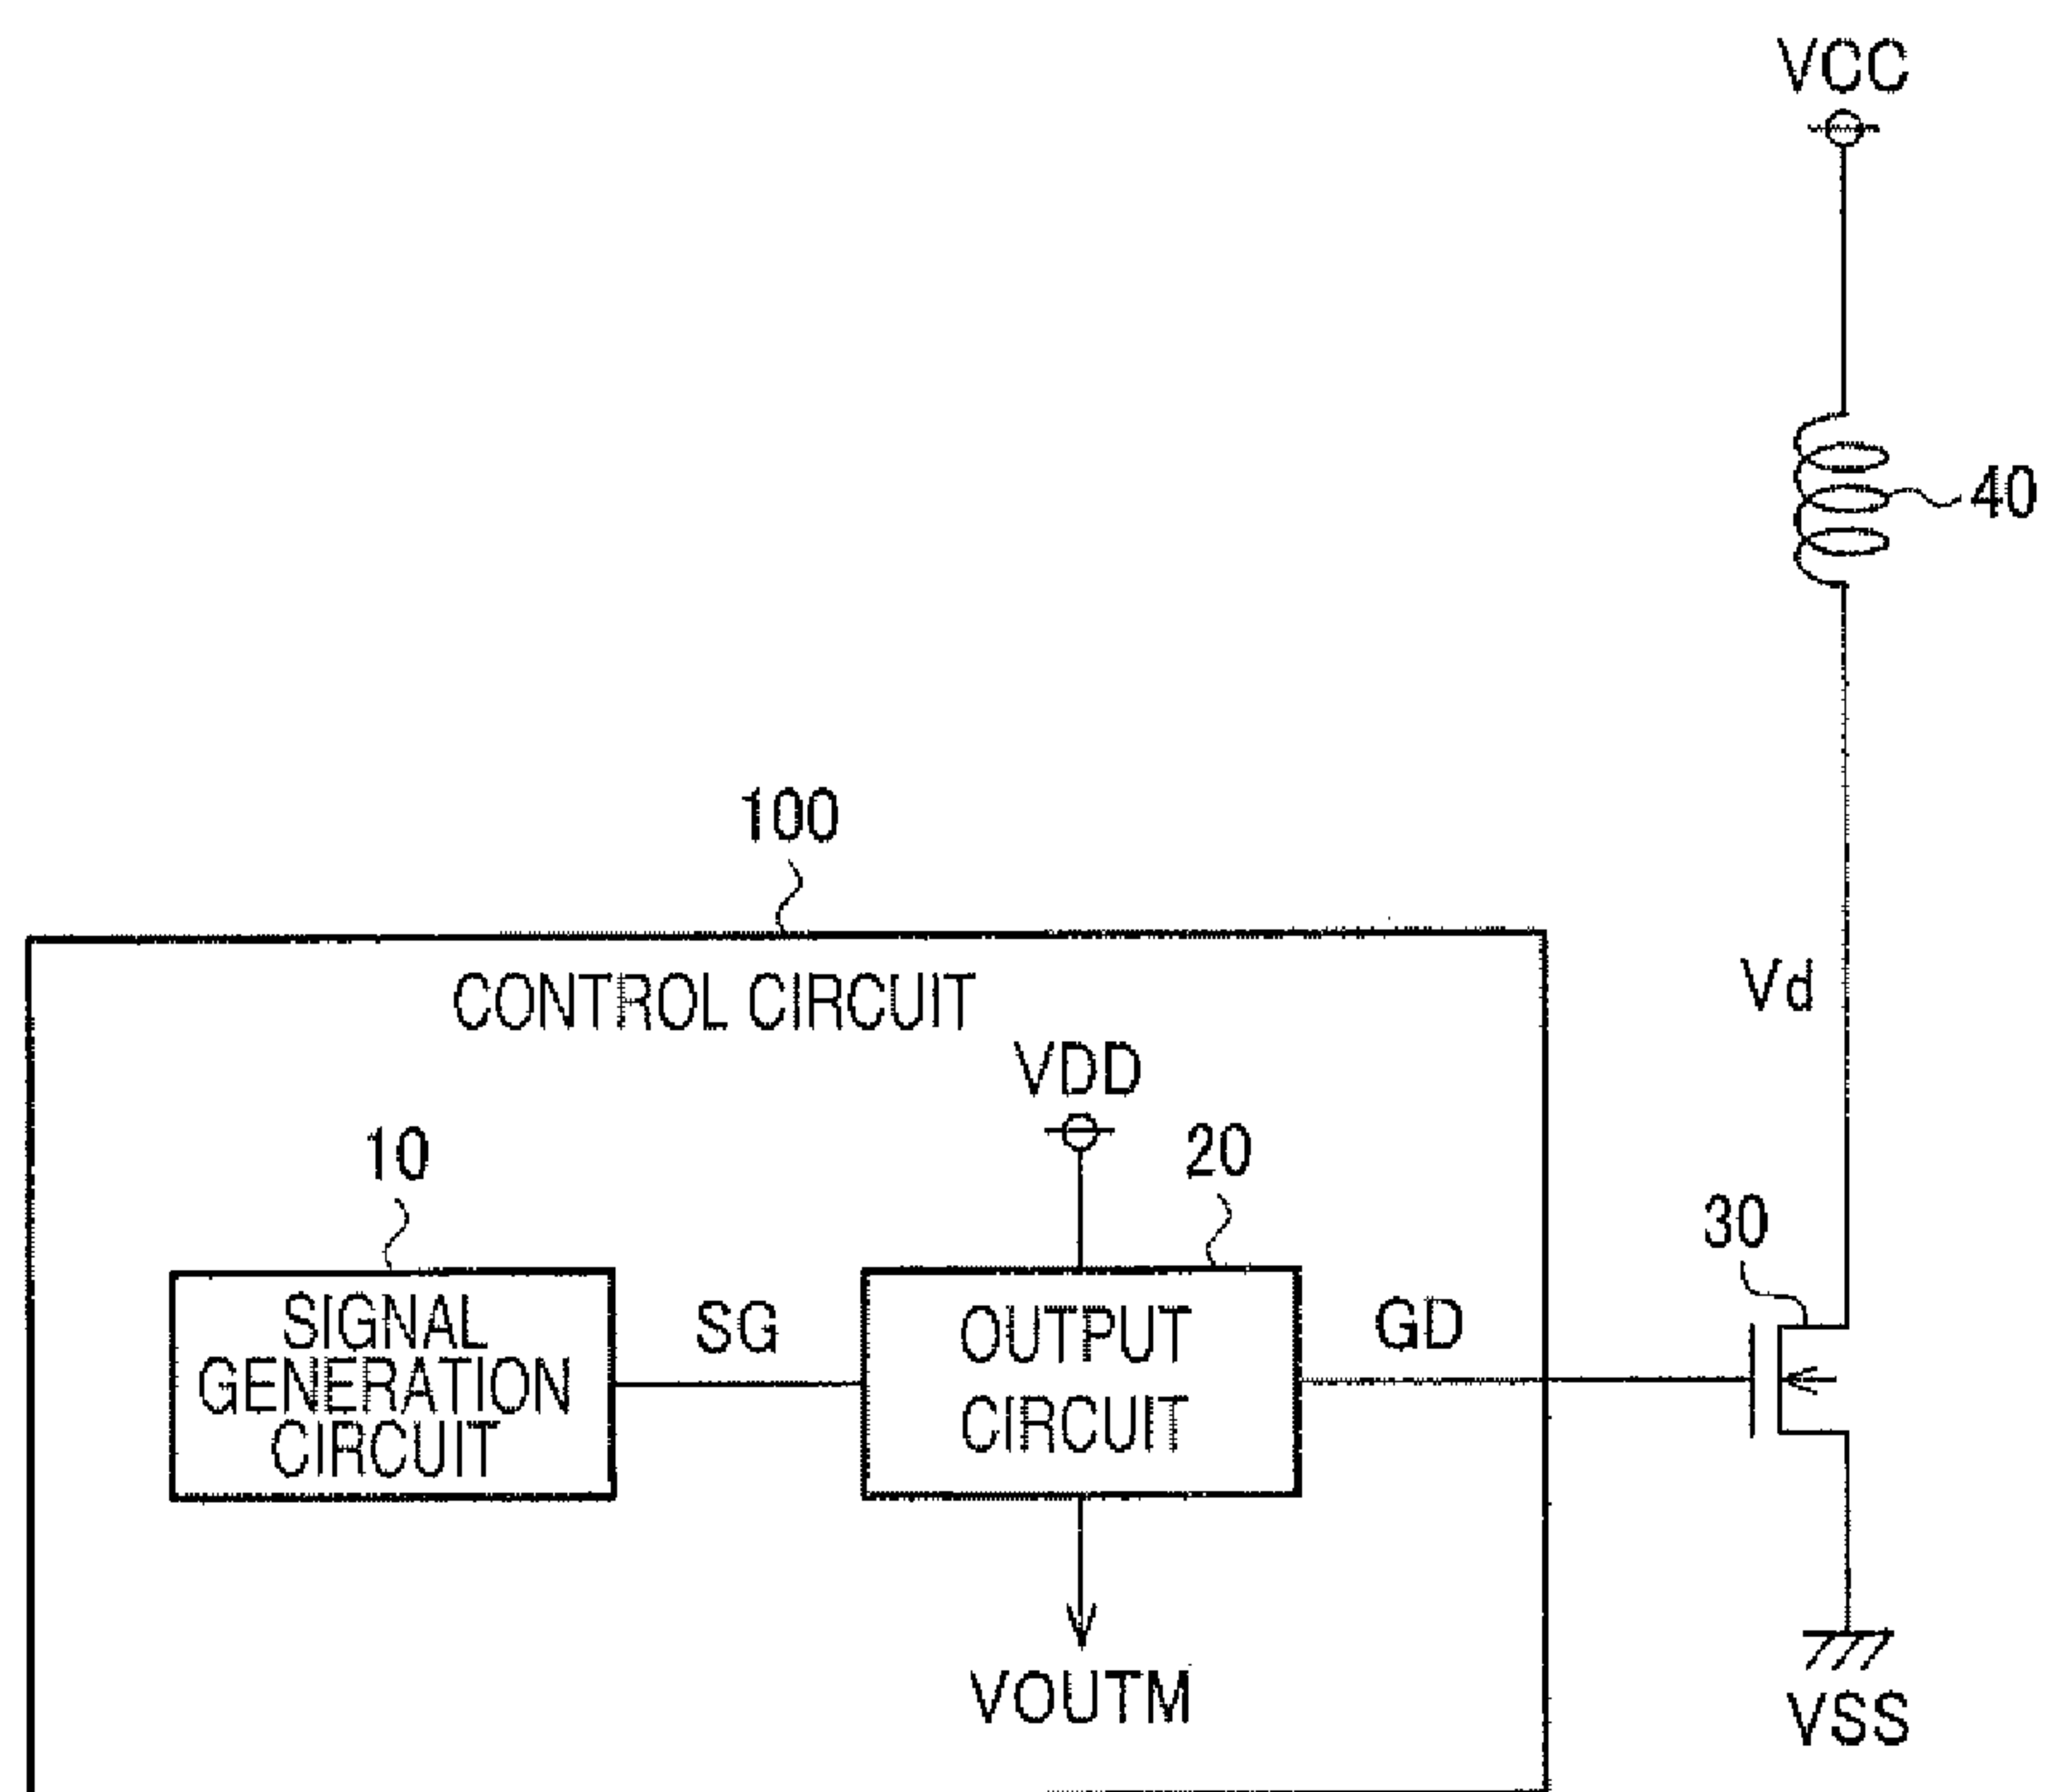 VCC
40
100
CONTROL CIRCUIT
Vd
VDD
10
20
30
SIGNAL
GENERATION
CIRCUIT
SG
OUTPUT
CIRCUIT
GD
VOUTM
VSS